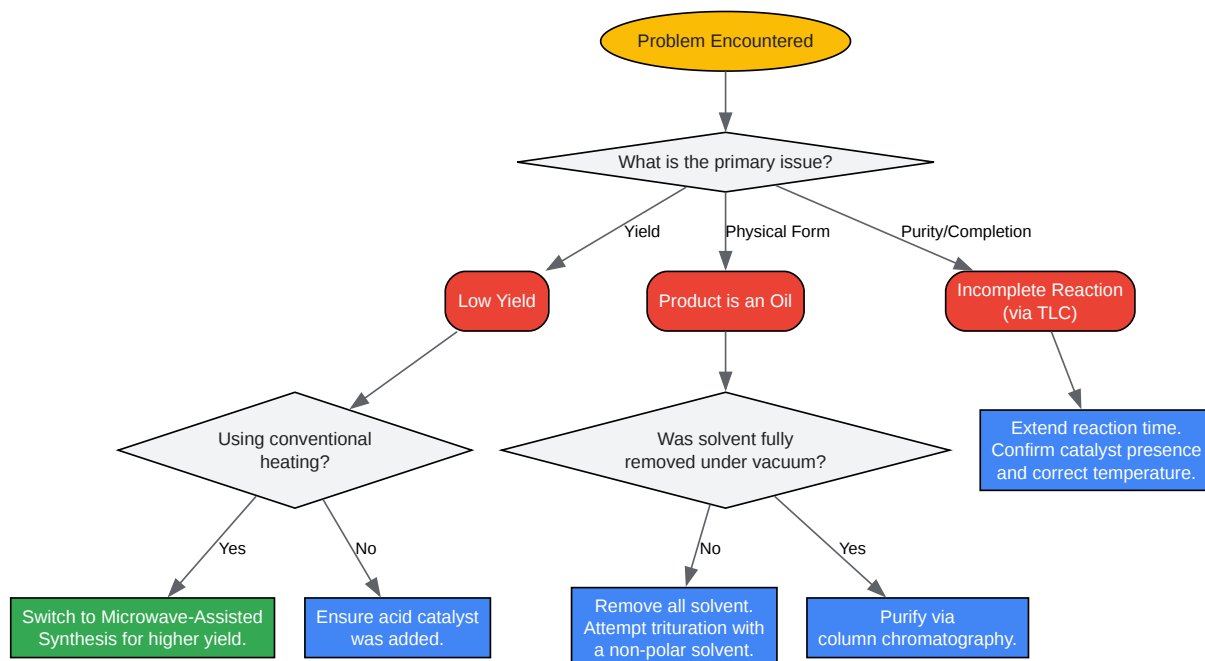 Problem Encountered
What is the primary issue?
Yield
Physical Form
Purity/Completion
Low Yield
Product is an Oil
Incomplete Reaction
(via TLC)
Using conventional
heating?
Was solvent fully
removed under vacuum?
Extend reaction time.
Confirm catalyst presence
and correct temperature.
Yes
No
No
Yes
Switch to Microwave-Assisted
Synthesis for higher yield.
Ensure acid catalyst
was added.
Remove all solvent.
Attempt trituration with
a non-polar solvent.
Purify via
column chromatography.